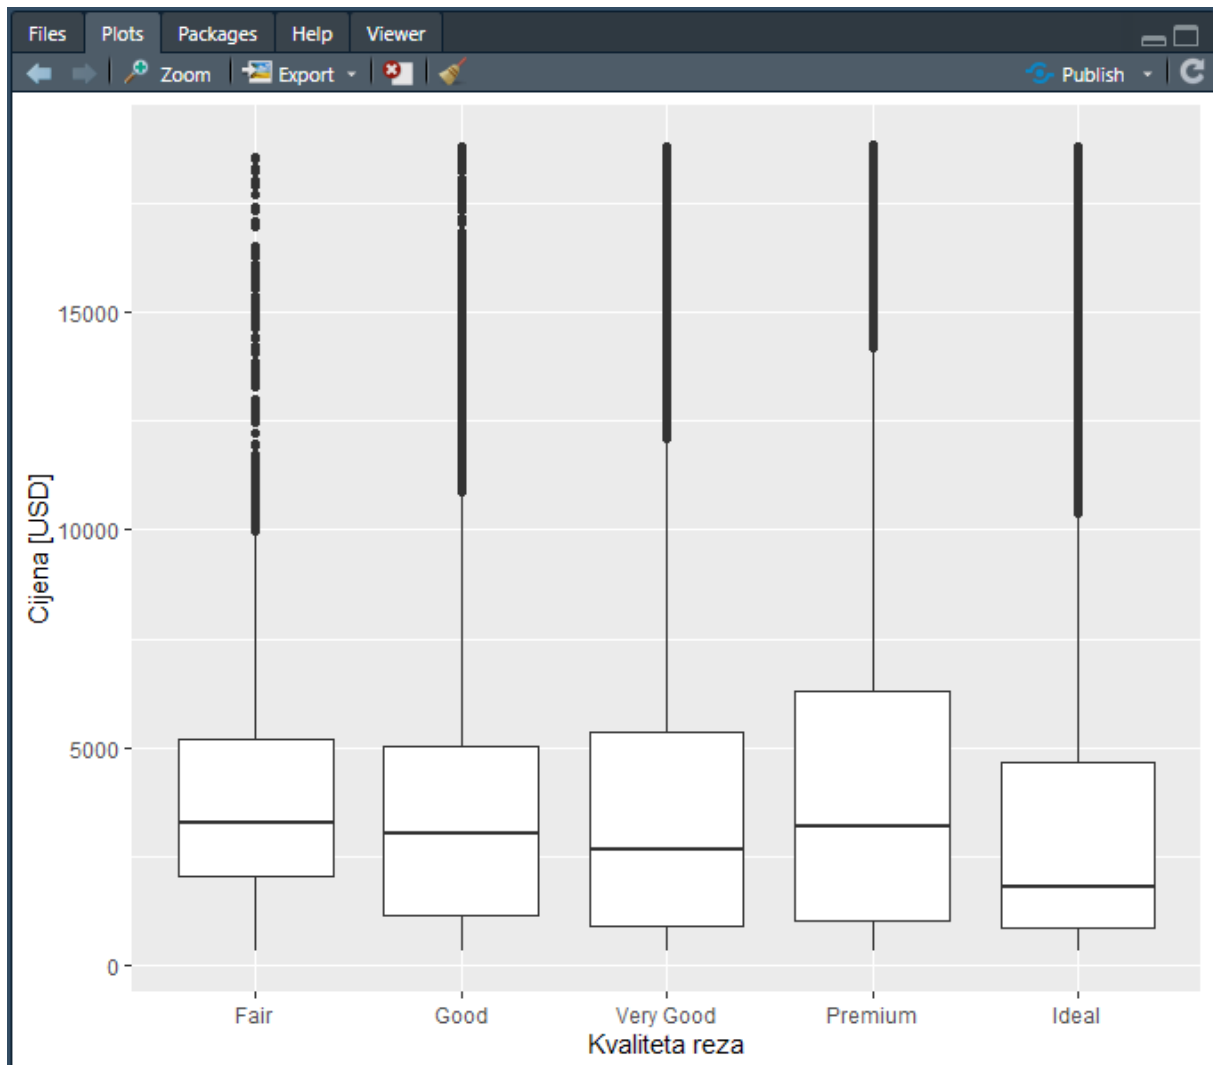 Files Plots Packages Help Viewer
Zoom Export Publish
15000
10000
5000
0
Cijena [USD]
Fair Good Very Good Premium Ideal
Kvaliteta reza